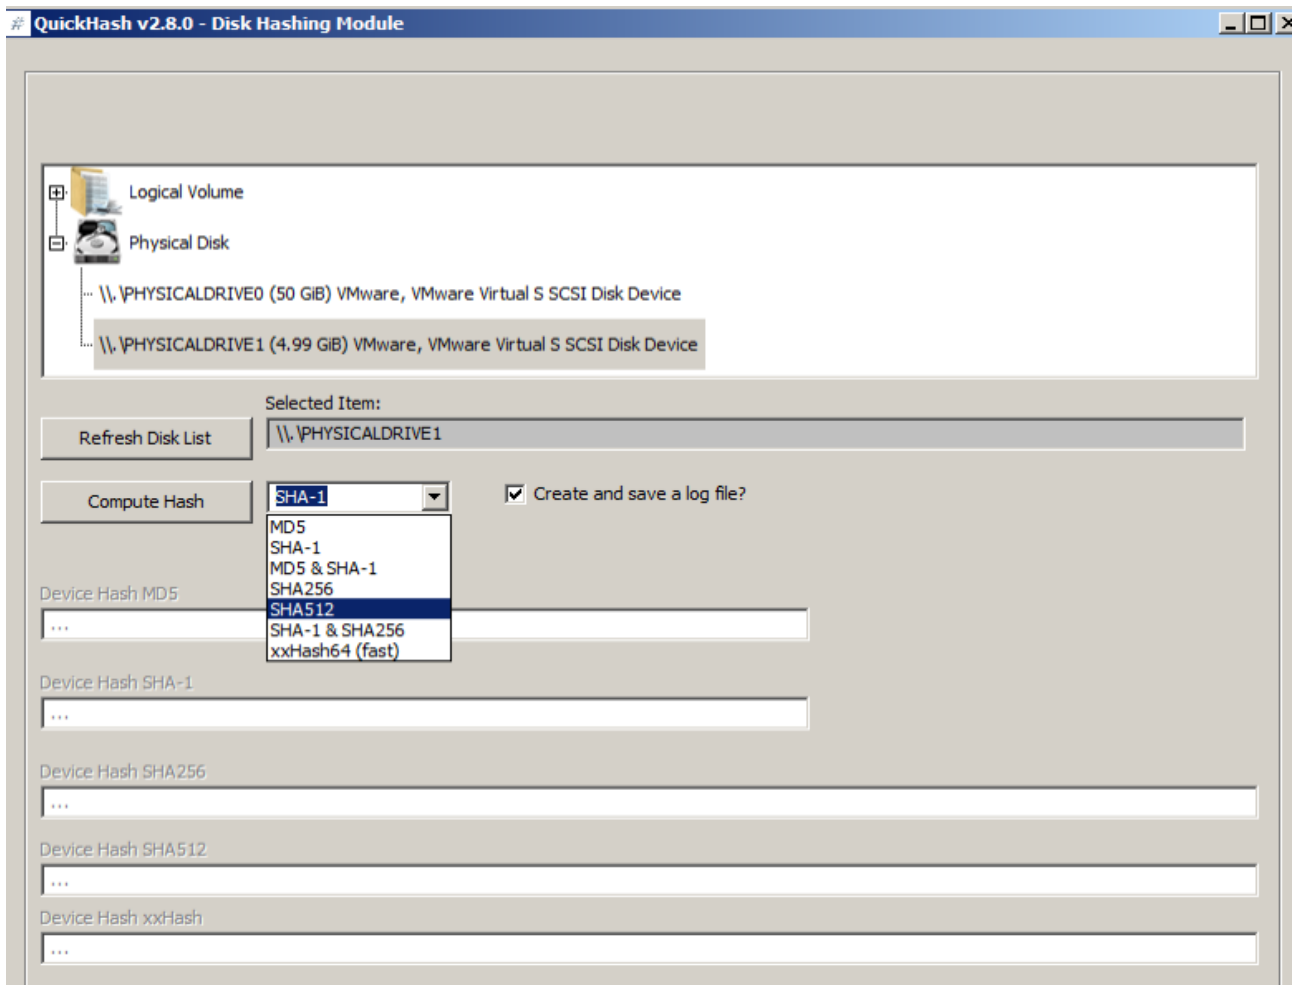 # QuickHash v2.8.0 - Disk Hashing Module
Logical Volume
Physical Disk
\\.\PHYSICALDRIVE0 (50 GiB) VMware, VMware Virtual S SCSI Disk Device
\\.\PHYSICALDRIVE1 (4.99 GiB) VMware, VMware Virtual S SCSI Disk Device
Selected Item:
Refresh Disk List
\\.\PHYSICALDRIVE1
Compute Hash
SHA-1
Create and save a log file?
MD5
SHA-1
MD5 & SHA-1
SHA256
SHA512
SHA-1 & SHA256
xxHash64 (fast)
Device Hash MD5
...
Device Hash SHA-1
...
Device Hash SHA256
...
Device Hash SHA512
...
Device Hash xxHash
...